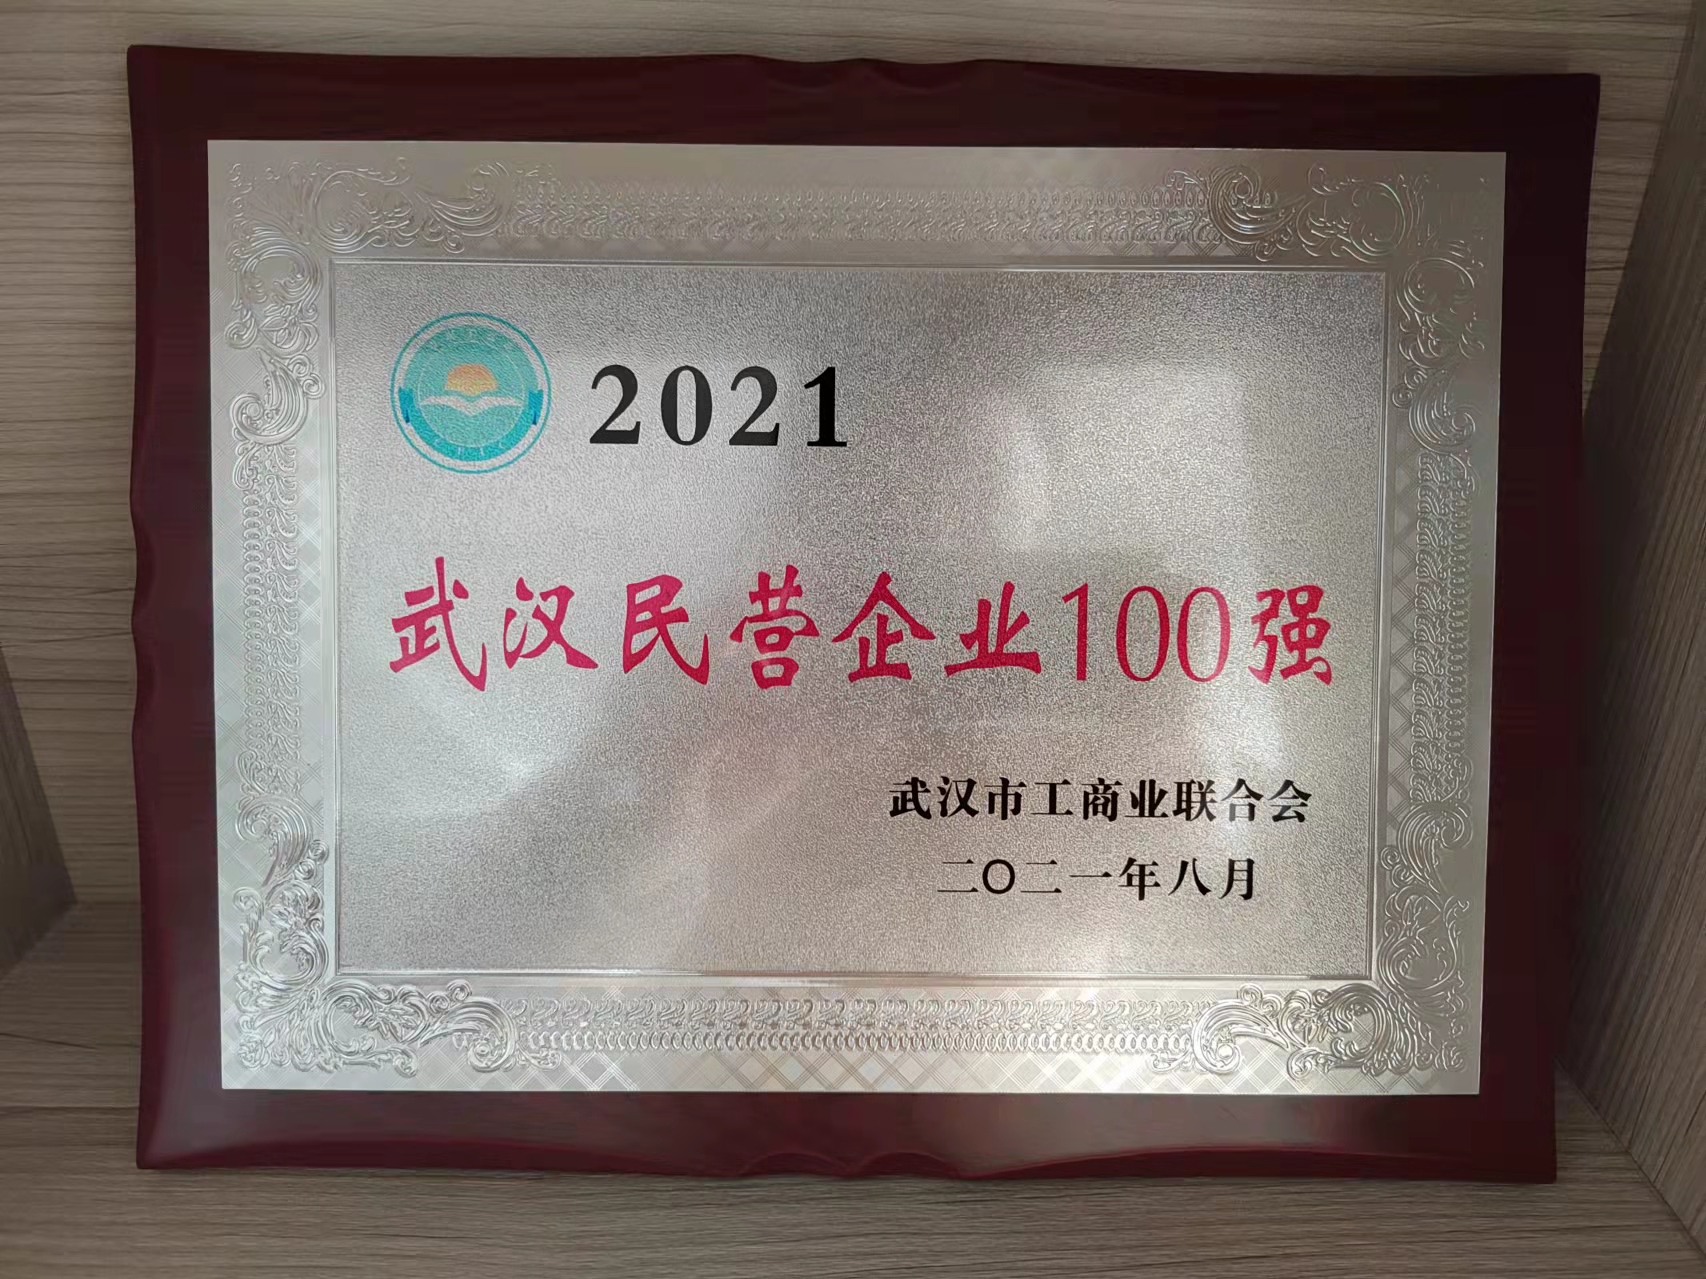 2021
武汉民营企业100强
武汉市工商业联合会
二〇二一年八月